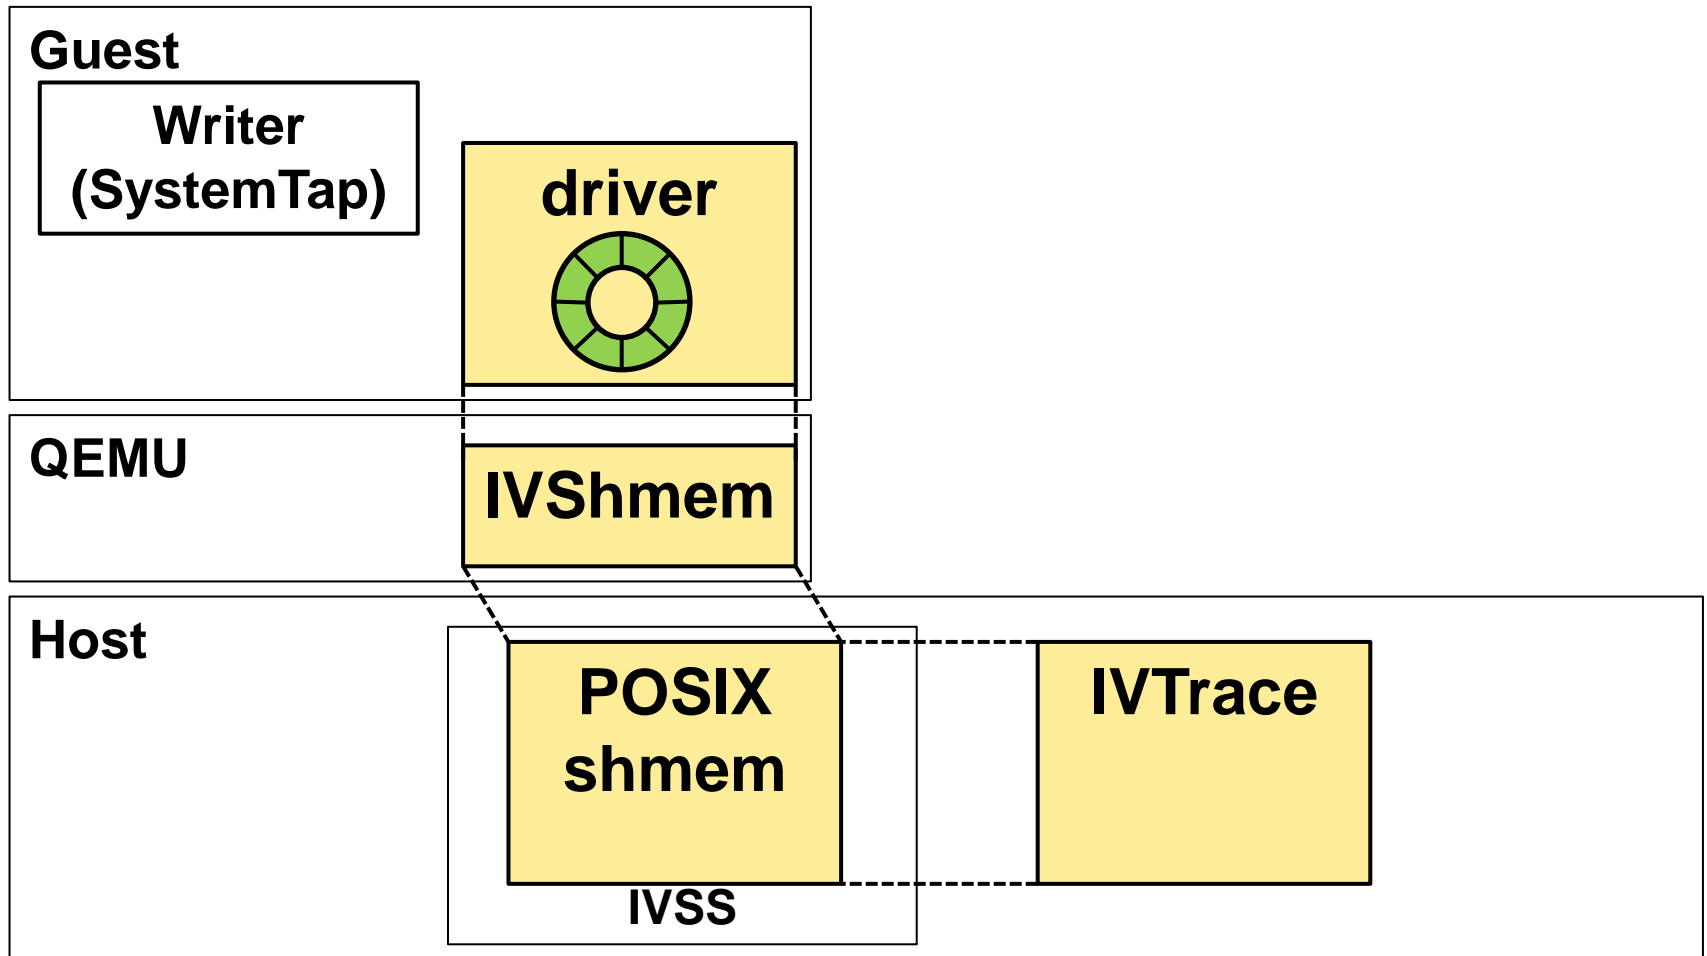 Guest
Writer
(SystemTap)
driver
QEMU
IVShmem
Host
POSIX
shmem
IVTrace
IVSS